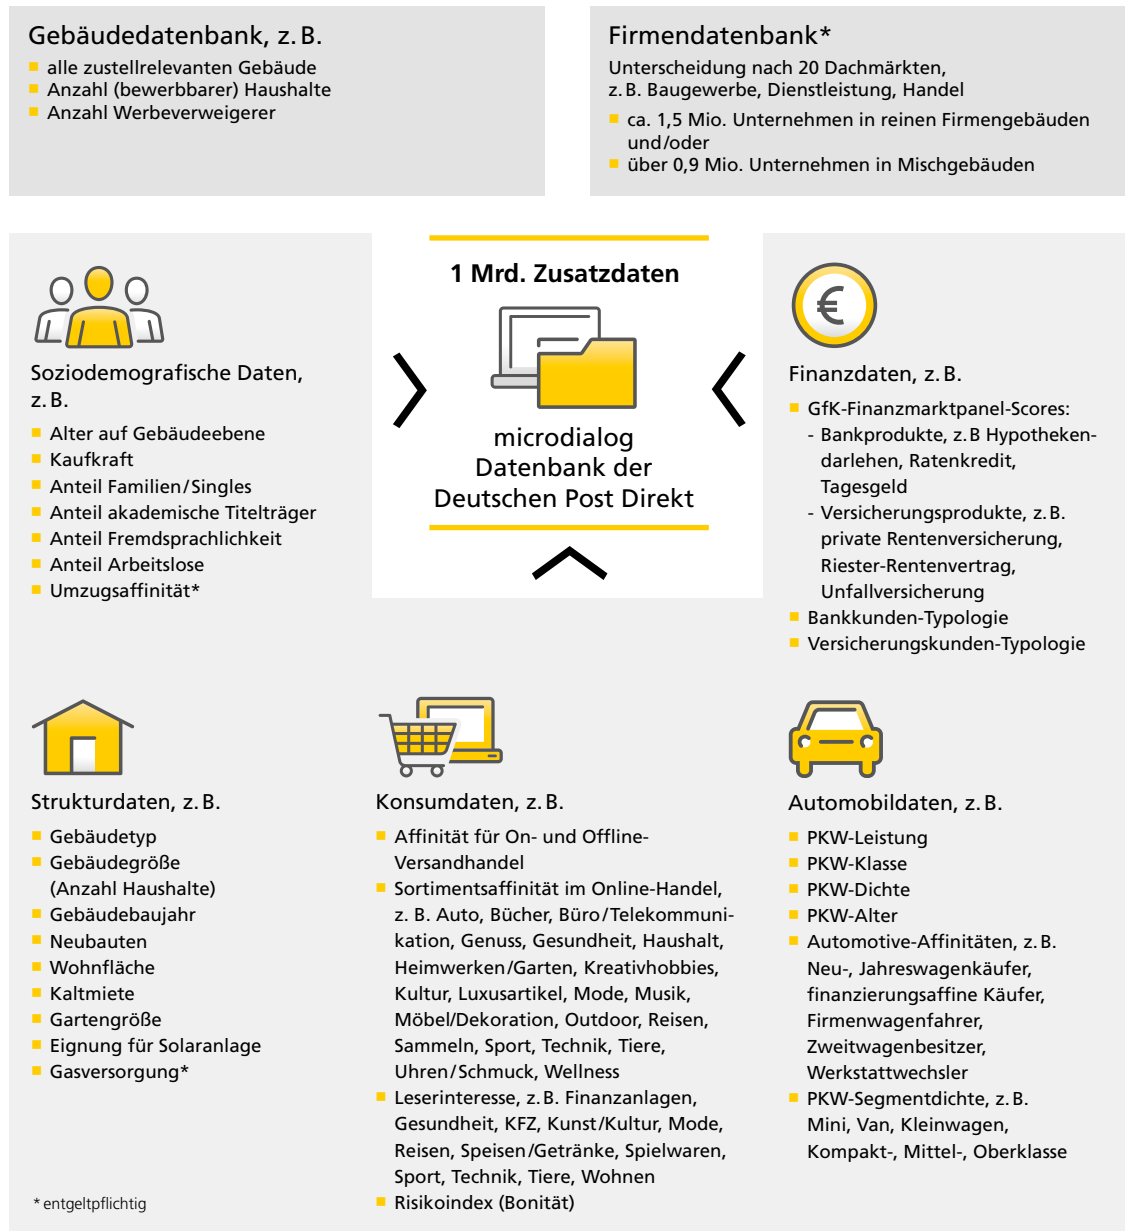 Gebäudedatenbank, z. B.
alle zustellrelevanten Gebäude
Anzahl (bewerbbarer) Haushalte
Anzahl Werbeverweigerer
Firmendatenbank*
Unterscheidung nach 20 Dachmärkten,
z. B. Baugewerbe, Dienstleistung, Handel
ca. 1,5 Mio. Unternehmen in reinen Firmengebäuden
und/oder
über 0,9 Mio. Unternehmen in Mischgebäuden
Soziodemografische Daten,
z. B.
Alter auf Gebäudeebene
Kaufkraft
Anteil Familien/Singles
Anteil akademische Titelträger
Anteil Fremdsprachlichkeit
Anteil Arbeitslose
Umzugsaffinität*
1 Mrd. Zusatzdaten
microdialog
Datenbank der
Deutschen Post Direkt
€
Finanzdaten, z. B.
GfK-Finanzmarktpanel-Scores:
- Bankprodukte, z.B Hypotheken-
darlehen, Ratenkredit,
Tagesgeld
- Versicherungsprodukte, z. B.
private Rentenversicherung,
Riester-Rentenvertrag,
Unfallversicherung
Bankkunden-Typologie
Versicherungskunden-Typologie
Strukturdaten, z. B.
Gebäudetyp
Gebäudegröße
(Anzahl Haushalte)
Gebäudebaujahr
Neubauten
Wohnfläche
Kaltmiete
Gartengröße
Eignung für Solaranlage
Gasversorgung*
* entgeltpflichtig
Konsumdaten, z. B.
Affinität für On- und Offline-
Versandhandel
Sortimentsaffinität im Online-Handel,
z. B. Auto, Bücher, Büro/Telekommuni-
kation, Genuss, Gesundheit, Haushalt,
Heimwerken/Garten, Kreativhobbies,
Kultur, Luxusartikel, Mode, Musik,
Möbel/Dekoration, Outdoor, Reisen,
Sammeln, Sport, Technik, Tiere,
Uhren/Schmuck, Wellness
Leserinteresse, z. B. Finanzanlagen,
Gesundheit, KFZ, Kunst/Kultur, Mode,
Reisen, Speisen/Getränke, Spielwaren,
Sport, Technik, Tiere, Wohnen
Risikoindex (Bonität)
Automobildaten, z. B.
PKW-Leistung
PKW-Klasse
PKW-Dichte
PKW-Alter
Automotive-Affinitäten, z. B.
Neu-, Jahreswagenkäufer,
finanzierungsaffine Käufer,
Firmenwagenfahrer,
Zweitwagenbesitzer,
Werkstattwechsler
PKW-Segmentdichte, z. B.
Mini, Van, Kleinwagen,
Kompakt-, Mittel-, Oberklasse